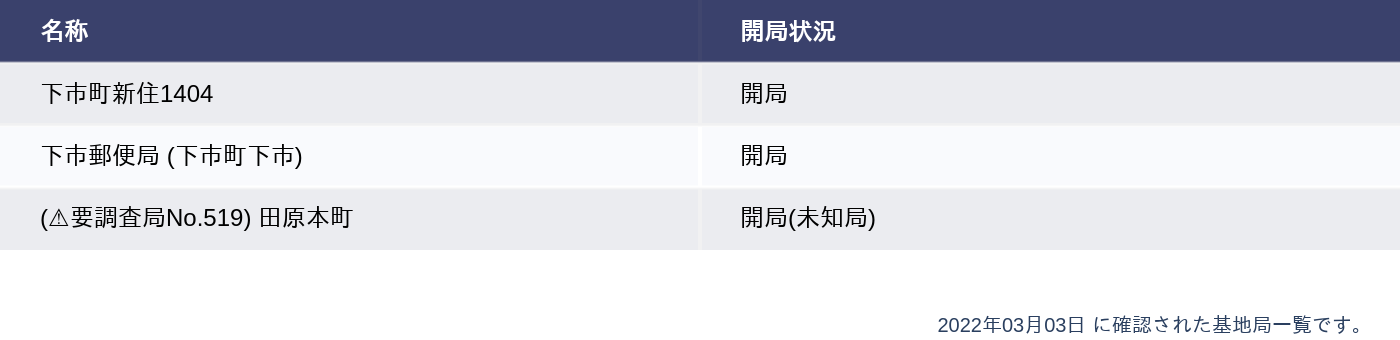 名称 開局状況
下市町新住1404 開局
下市郵便局 (下市町下市) 開局
(⚠要調査局No.519) 田原本町 開局(未知局)
2022年03月03日 に確認された基地局一覧です。